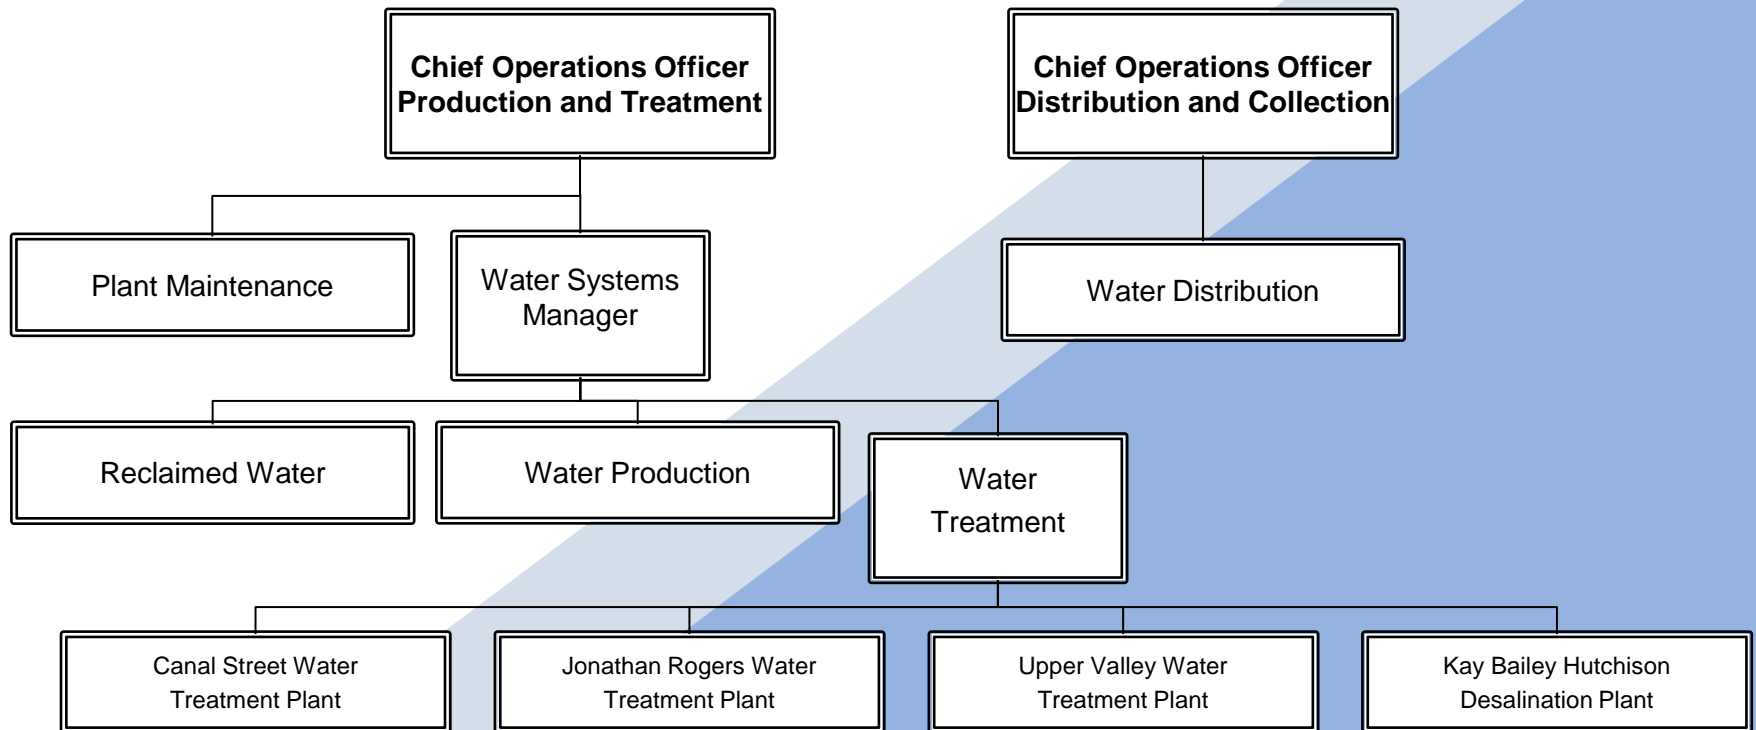 Chief Operations Officer
Production and Treatment
Chief Operations Officer
Distribution and Collection
Plant Maintenance
Water Systems
Manager
Water Distribution
Reclaimed Water
Water Production
Water
Treatment
Canal Street Water
Treatment Plant
Jonathan Rogers Water
Treatment Plant
Upper Valley Water
Treatment Plant
Kay Bailey Hutchison
Desalination Plant